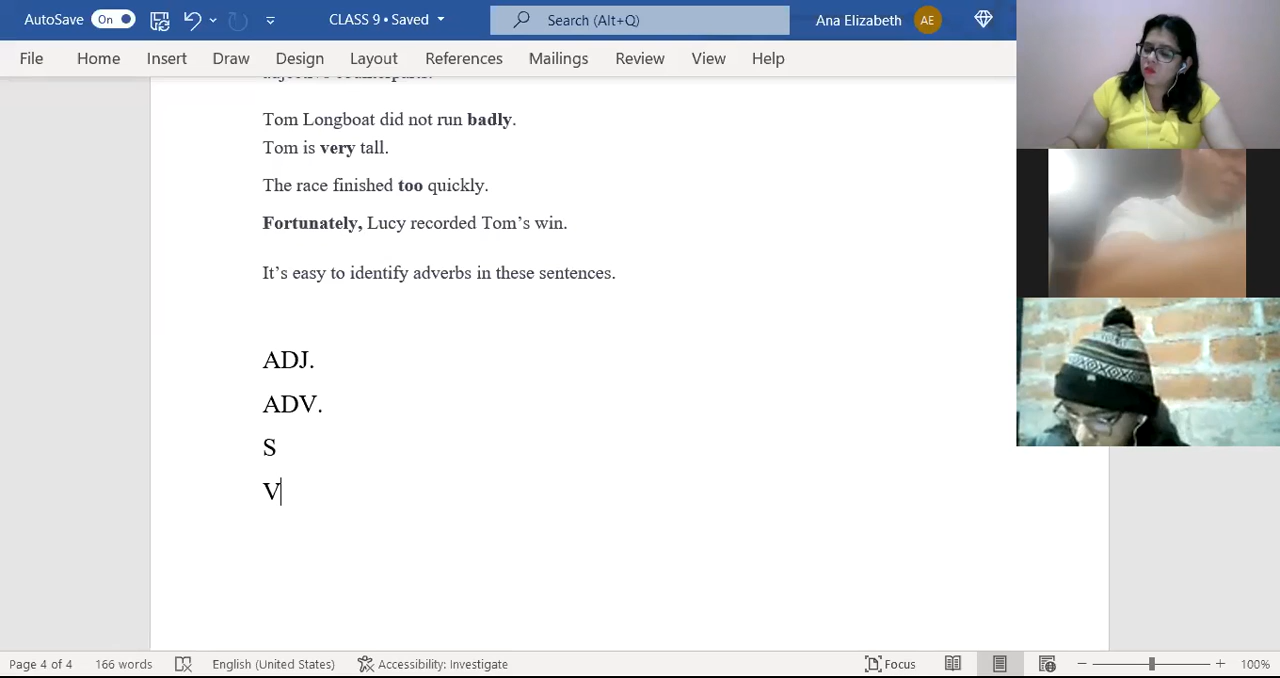 AutoSave On CLASS 9 • Saved Search (Alt+Q) Ana Elizabeth AE
File Home Insert Draw Design Layout References Mailings Review View Help
Tom Longboat did not run badly.
Tom is very tall.
The race finished too quickly.
Fortunately, Lucy recorded Tom’s win.
It’s easy to identify adverbs in these sentences.
ADJ.
ADV.
S
V
Page 4 of 4 166 words English (United States) Accessibility: Investigate Focus 100%